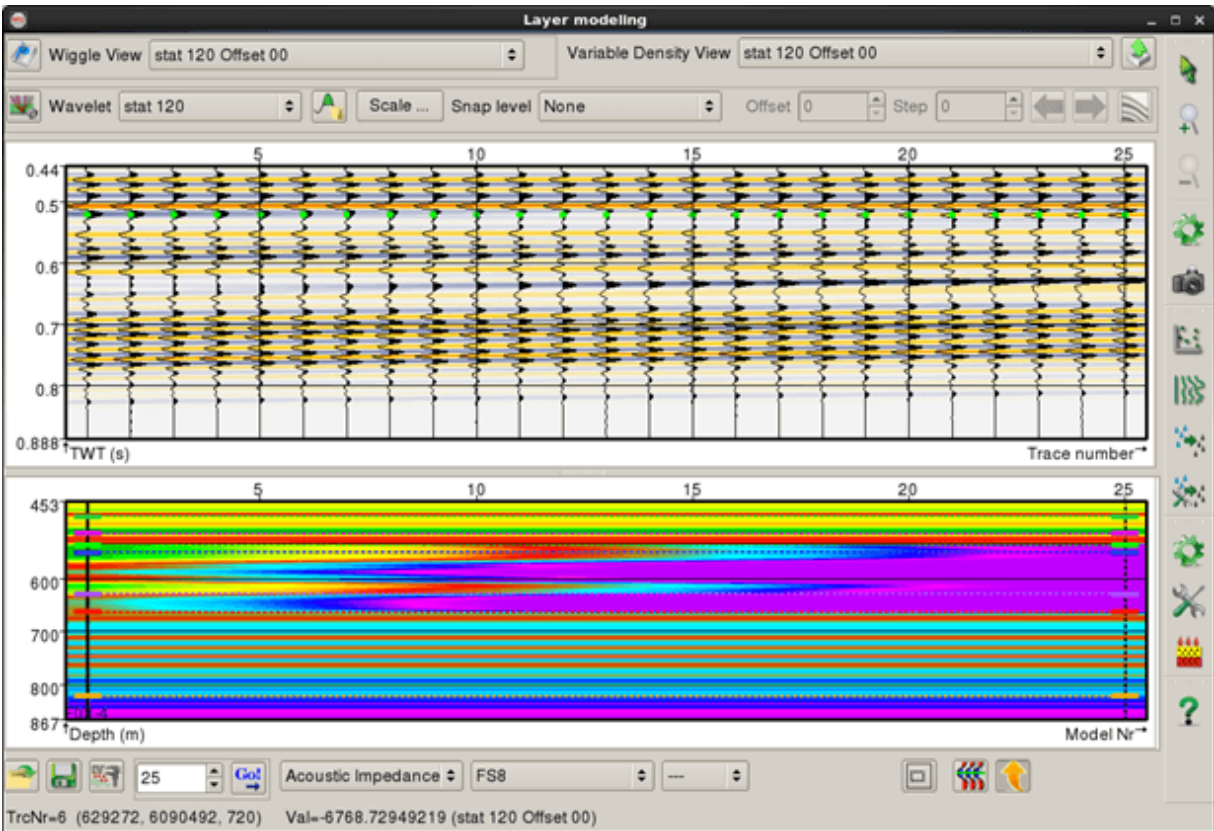 Layer modeling
Wiggle View stat 120 Offset 00 Variable Density View stat 120 Offset 00
Wavelet stat 120 Scale ... Snap level None Offset 0 Step 0
5 10 15 20 25
0.44
0.5
0.6
0.7
0.8
0.888
TWT (s) Trace number
5 10 15 20 25
453
600
700
800
867
Depth (m) Model Nr
25 Go! Acoustic Impedance FS8 ---
TrcNr=6 (629272, 6090492, 720) Val=-6768.72949219 (stat 120 Offset 00)